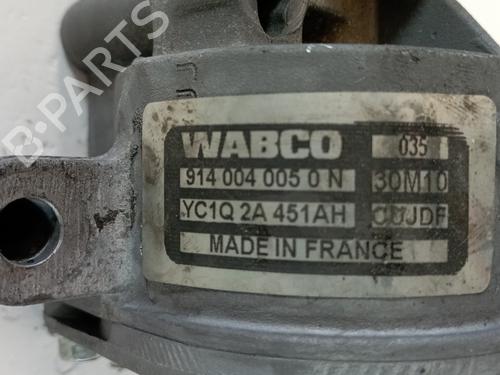 WABCO 035
914 004 005 0 N 30M10
YC1Q 2A 451AH CUJDF
MADE IN FRANCE
B-PARTS